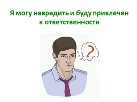 Я могу навредить и буду привлечен
к ответственности
?